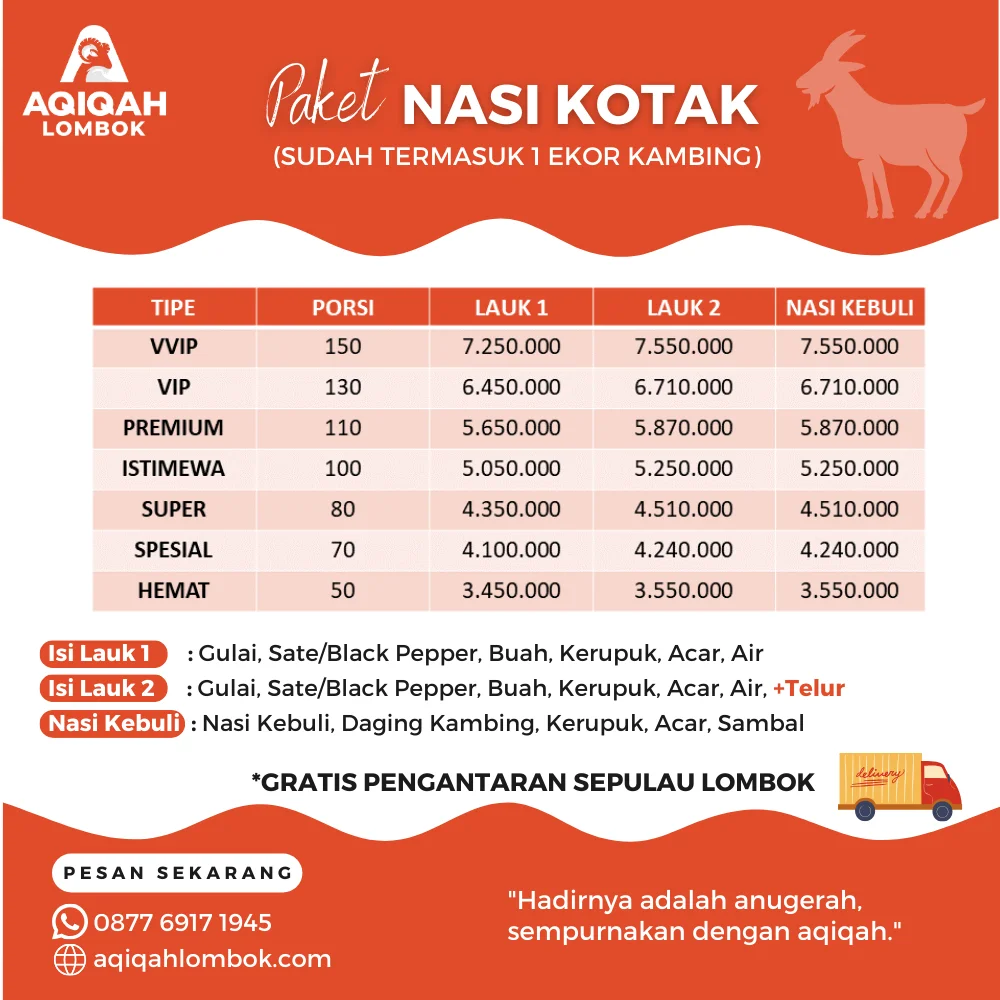 AQIQAH
LOMBOK
Paket NASI KOTAK
(SUDAH TERMASUK 1 EKOR KAMBING)
TIPE PORSI LAUK 1 LAUK 2 NASI KEBULI
VVIP 150 7.250.000 7.550.000 7.550.000
VIP 130 6.450.000 6.710.000 6.710.000
PREMIUM 110 5.650.000 5.870.000 5.870.000
ISTIMEWA 100 5.050.000 5.250.000 5.250.000
SUPER 80 4.350.000 4.510.000 4.510.000
SPESIAL 70 4.100.000 4.240.000 4.240.000
HEMAT 50 3.450.000 3.550.000 3.550.000
Isi Lauk 1 : Gulai, Sate/Black Pepper, Buah, Kerupuk, Acar, Air
Isi Lauk 2 : Gulai, Sate/Black Pepper, Buah, Kerupuk, Acar, Air, +Telur
Nasi Kebuli : Nasi Kebuli, Daging Kambing, Kerupuk, Acar, Sambal
*GRATIS PENGANTARAN SEPULAU LOMBOK
delivery
PESAN SEKARANG
0877 6917 1945
aqiqahlombok.com
"Hadirnya adalah anugerah,
sempurnakan dengan aqiqah."